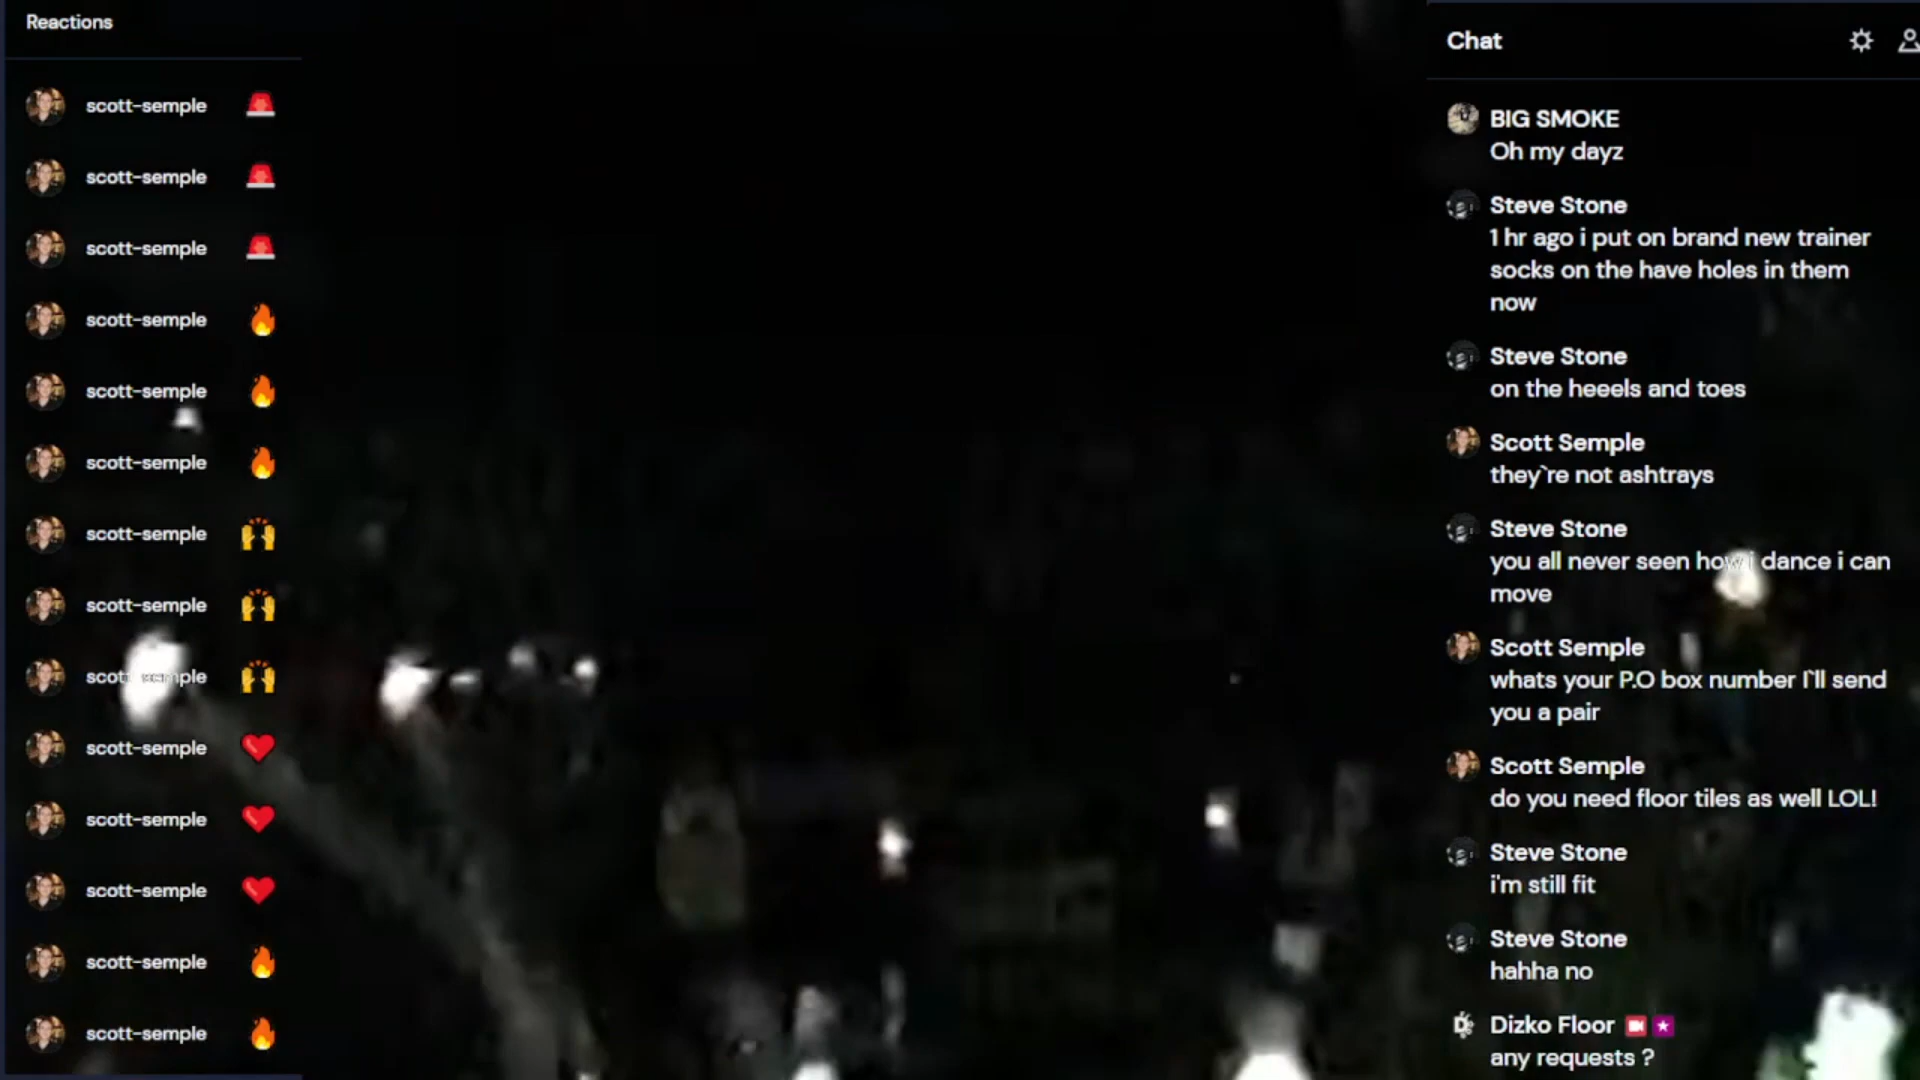 Reactions
scott-semple
scott-semple
scott-semple
scott-semple
scott-semple
scott-semple
scott-semple
scott-semple
scott-semple
scott-semple
scott-semple
scott-semple
scott-semple
scott-semple
Chat
BIG SMOKE
Oh my dayz
Steve Stone
1 hr ago i put on brand new trainer
socks on the have holes in them
now
Steve Stone
on the heeels and toes
Scott Semple
they`re not ashtrays
Steve Stone
you all never seen how i dance i can
move
Scott Semple
whats your P.O box number I`ll send
you a pair
Scott Semple
do you need floor tiles as well LOL!
Steve Stone
i'm still fit
Steve Stone
hahha no
Dizko Floor
any requests ?